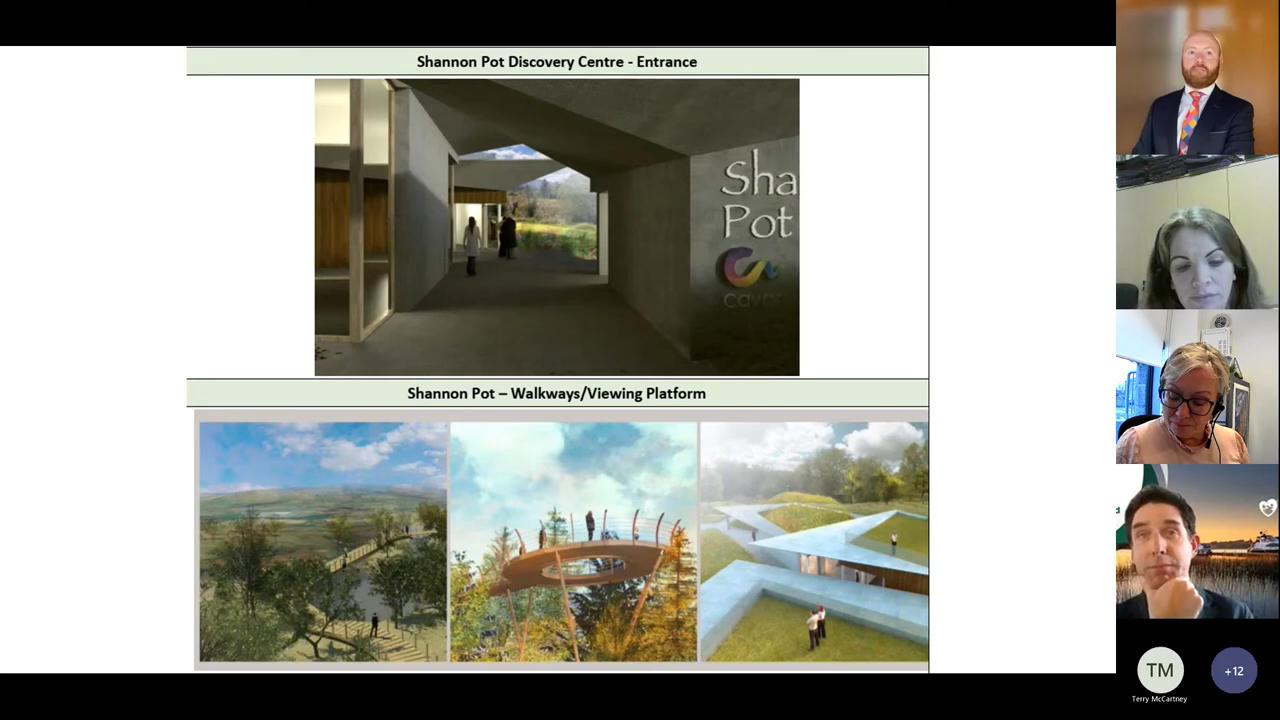 Shannon Pot Discovery Centre - Entrance
Sha
Pot
Shannon Pot – Walkways/Viewing Platform
TM
+12
Terry McCartney